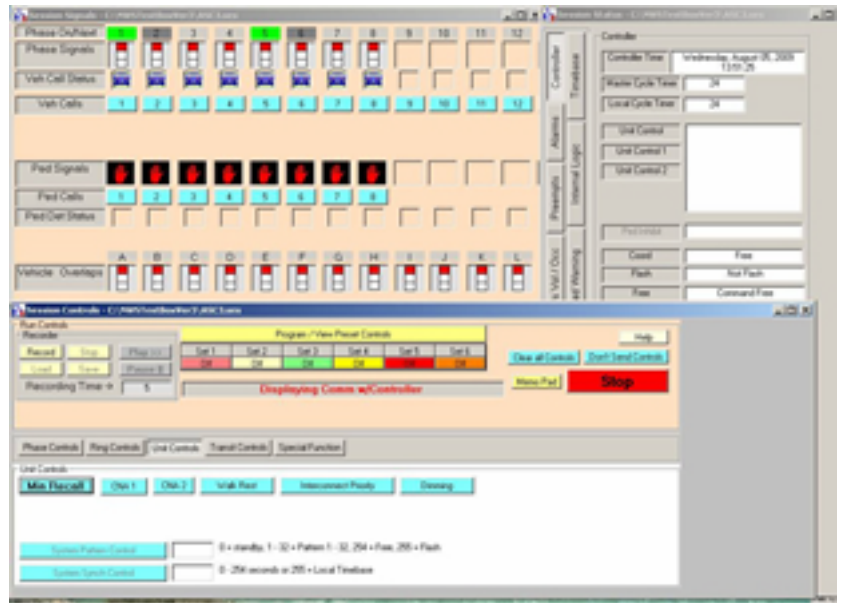 Session Signals - C:/
Session Status - C:/
Phase On/Next 1 2 3 4 5 6 7 8 9 10 11 12
Phase Signals
Veh Call Status
Veh Calls 1 2 3 4 5 6 7 8 9 10 11 12
Ped Signals
Ped Calls 1 2 3 4 5 6 7 8
Ped Det Status
A B C D E F G H I J K L
Vehicle Overlaps
Controller
Timebase
Alarms
Internal Logic
Preempts
Controller
Controller Time Wednesday, August 05, 2009
Master Cycle Timer 24
Local Cycle Timer 24
Unit Control
Unit Control 1
Unit Control 2
Ped Inhibit
Coord Free
Flash Not Flash
Free Command Free
Session Controls - C:/
Run Controls
Recorder
Record Stop Play >>
Load Save Pause II
Recording Time -> 5
Program / View Preset Controls
Set 1 Set 2 Set 3 Set 4 Set 5 Set 6
Off Off Off Off Off Off
Displaying Comm w/Controller
Help
Clear all Controls Don't Send Controls
Memo Pad Stop
Phase Controls Ring Controls Unit Controls Transit Controls Special Function
Unit Controls
Min Recall CNA 1 CNA 2 Walk Rest Interconnect Priority Dimming
System Pattern Control 0 = standby, 1 - 32 = Pattern 1 - 32, 254 = Free, 255 = Flash
System Synch Control 0 - 254 seconds or 255 = Local Timebase